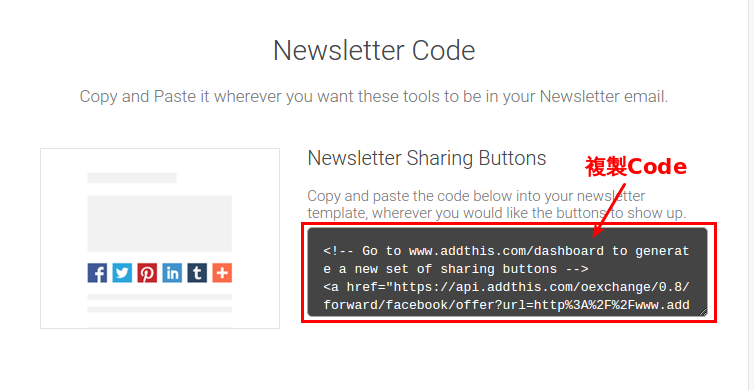 Newsletter Code
Copy and Paste it wherever you want these tools to be in your Newsletter email.
Newsletter Sharing Buttons
複製Code
Copy and paste the code below into your newsletter
template, wherever you would like the buttons to show up.
<!-- Go to www.addthis.com/dashboard to generat
e a new set of sharing buttons -->
<a href="https://api.addthis.com/oexchange/0.8/
forward/facebook/offer?url=http%3A%2F%2Fwww.add